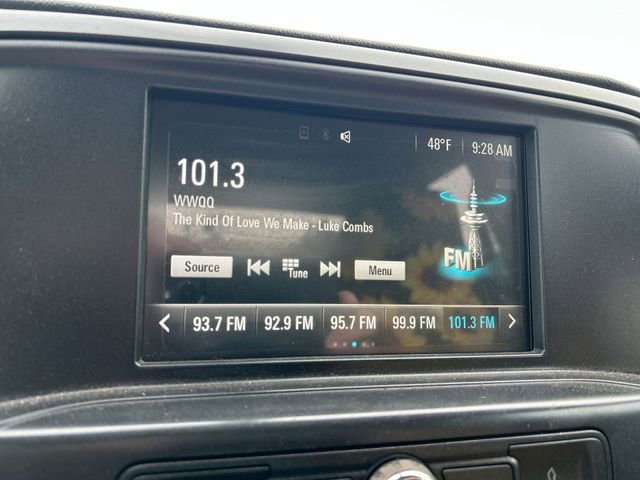 48°F 9:28 AM
101.3
WWQQ
The Kind Of Love We Make - Luke Combs
FM
Source Tune Menu
93.7 FM 92.9 FM 95.7 FM 99.9 FM 101.3 FM